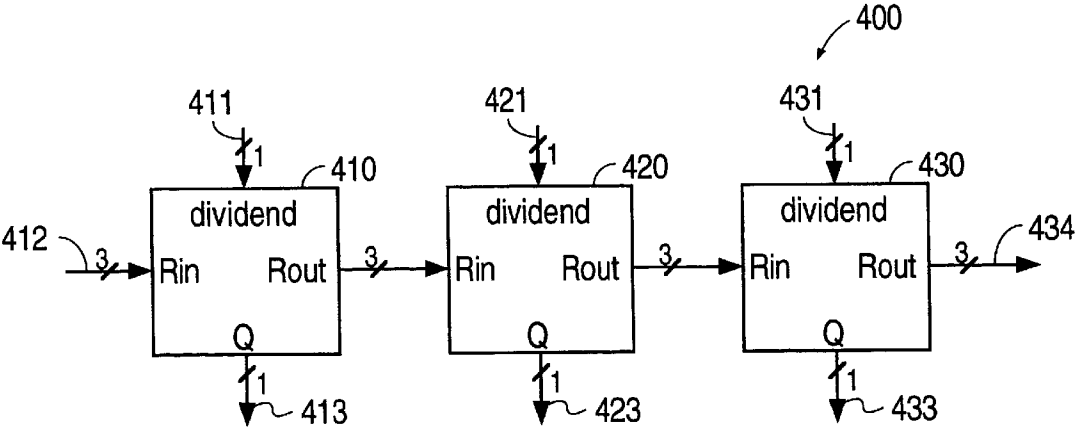 400
411 421 431
1 1 1
410 420 430
dividend dividend dividend
412 3 Rin Rout 3 Rin Rout 3 Rin Rout 3 434
Q Q Q
1 1 1
413 423 433